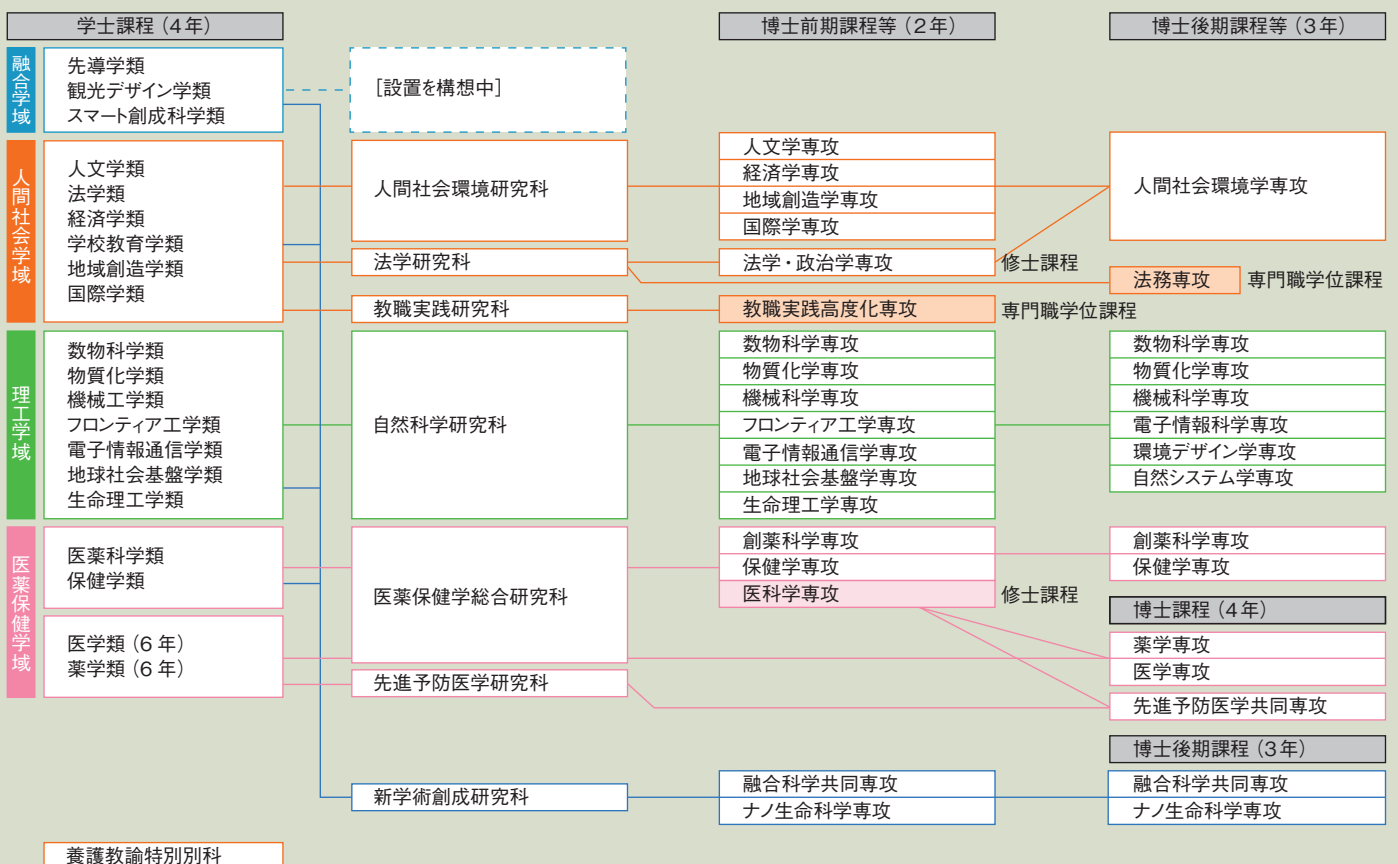 学士課程（4年）
博士前期課程等（2年）
博士後期課程等（3年）
融合学域
先導学類
観光デザイン学類
スマート創成科学類
［設置を構想中］
人間社会学域
人文学類
法学類
経済学類
学校教育学類
地域創造学類
国際学類
人間社会環境研究科
人文学専攻
経済学専攻
地域創造学専攻
国際学専攻
人間社会環境学専攻
法学研究科
法学・政治学専攻
修士課程
法務専攻
専門職学位課程
教職実践研究科
教職実践高度化専攻
専門職学位課程
理工学域
数物科学類
物質化学類
機械工学類
フロンティア工学類
電子情報通信学類
地球社会基盤学類
生命理工学類
自然科学研究科
数物科学専攻
物質化学専攻
機械科学専攻
フロンティア工学専攻
電子情報通信学専攻
地球社会基盤学専攻
生命理工学専攻
数物科学専攻
物質化学専攻
機械科学専攻
電子情報科学専攻
環境デザイン学専攻
自然システム学専攻
医薬保健学域
医薬科学類
保健学類
医学類（6年）
薬学類（6年）
医薬保健学総合研究科
創薬科学専攻
保健学専攻
医科学専攻
修士課程
創薬科学専攻
保健学専攻
博士課程（4年）
薬学専攻
医学専攻
先進予防医学研究科
先進予防医学共同専攻
博士後期課程（3年）
新学術創成研究科
融合科学共同専攻
ナノ生命科学専攻
融合科学共同専攻
ナノ生命科学専攻
養護教諭特別別科